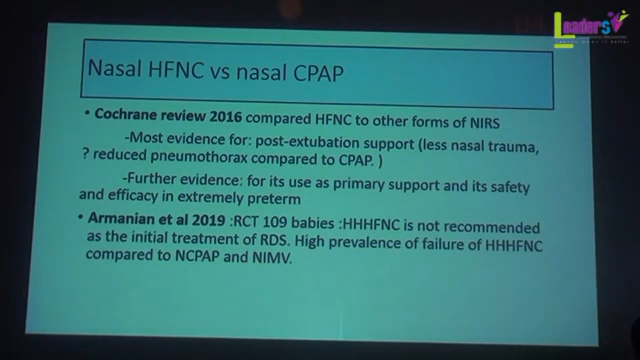 Leaders
Nasal HFNC vs nasal CPAP
• Cochrane review 2016 compared HFNC to other forms of NIRS
-Most evidence for: post-extubation support (less nasal trauma,
? reduced pneumothorax compared to CPAP. )
-Further evidence: for its use as primary support and its safety
and efficacy in extremely preterm
• Armanian et al 2019 :RCT 109 babies :HHHFNC is not recommended
as the initial treatment of RDS. High prevalence of failure of HHHFNC
compared to NCPAP and NIMV.